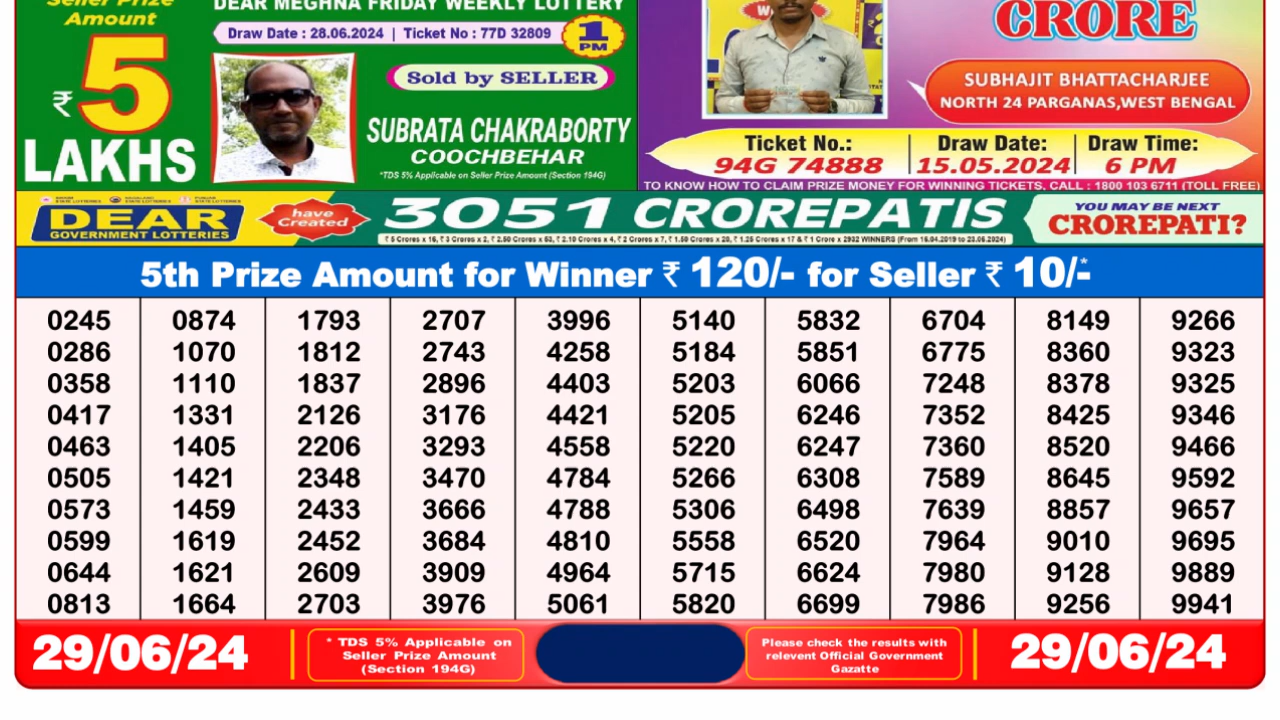 Seller Prize
Amount
₹ 5
LAKHS
DEAR MEGHNA FRIDAY WEEKLY LOTTERY
Draw Date : 28.06.2024 | Ticket No : 77D 32809
1
PM
Sold by SELLER
SUBRATA CHAKRABORTY
COOCHBEHAR
*TDS 5% Applicable on Seller Prize Amount (Section 194G)
CRORE
SUBHAJIT BHATTACHARJEE
NORTH 24 PARGANAS,WEST BENGAL
Ticket No.: Draw Date: Draw Time:
94G 74888 15.05.2024 6 PM
TO KNOW HOW TO CLAIM PRIZE MONEY FOR WINNING TICKETS, CALL : 1800 103 6711 (TOLL FREE)
DEAR
GOVERNMENT LOTTERIES
have
Created
3051 CROREPATIS
YOU MAY BE NEXT
CROREPATI?
5th Prize Amount for Winner ₹ 120/- for Seller ₹ 10/-*
0245 0874 1793 2707 3996 5140 5832 6704 8149 9266
0286 1070 1812 2743 4258 5184 5851 6775 8360 9323
0358 1110 1837 2896 4403 5203 6066 7248 8378 9325
0417 1331 2126 3176 4421 5205 6246 7352 8425 9346
0463 1405 2206 3293 4558 5220 6247 7360 8520 9466
0505 1421 2348 3470 4784 5266 6308 7589 8645 9592
0573 1459 2433 3666 4788 5306 6498 7639 8857 9657
0599 1619 2452 3684 4810 5558 6520 7964 9010 9695
0644 1621 2609 3909 4964 5715 6624 7980 9128 9889
0813 1664 2703 3976 5061 5820 6699 7986 9256 9941
29/06/24
* TDS 5% Applicable on
Seller Prize Amount
(Section 194G)
Please check the results with
relevent Official Government
Gazatte
29/06/24